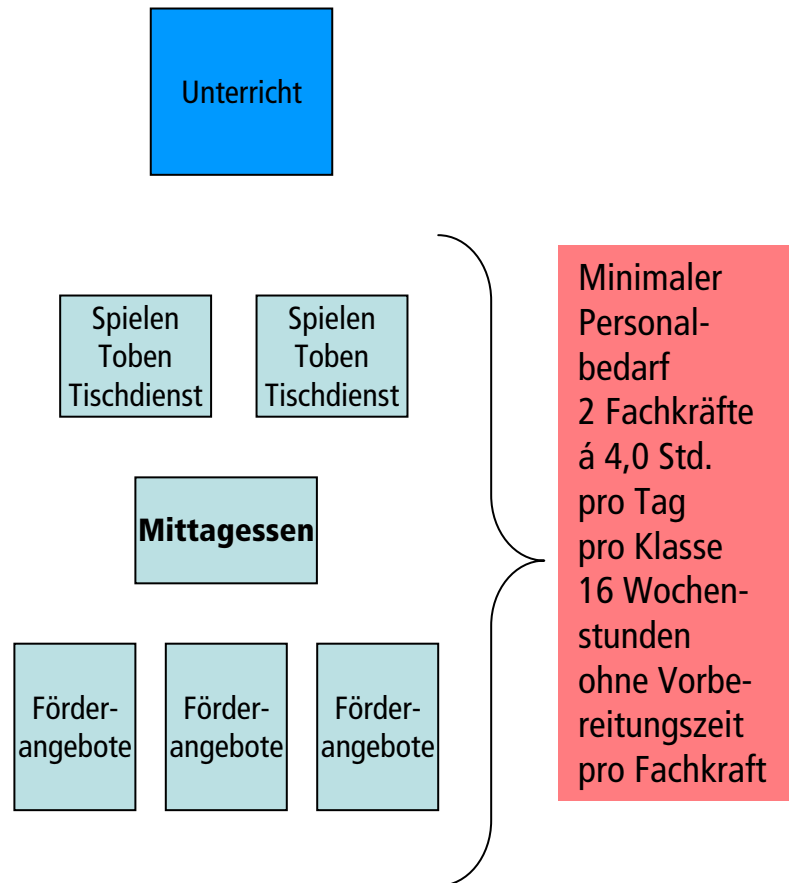 Unterricht
Spielen
Toben
Tischdienst
Spielen
Toben
Tischdienst
Mittagessen
Förder-
angebote
Förder-
angebote
Förder-
angebote
Minimaler
Personal-
bedarf
2 Fachkräfte
á 4,0 Std.
pro Tag
pro Klasse
16 Wochen-
stunden
ohne Vorbe-
reitungszeit
pro Fachkraft